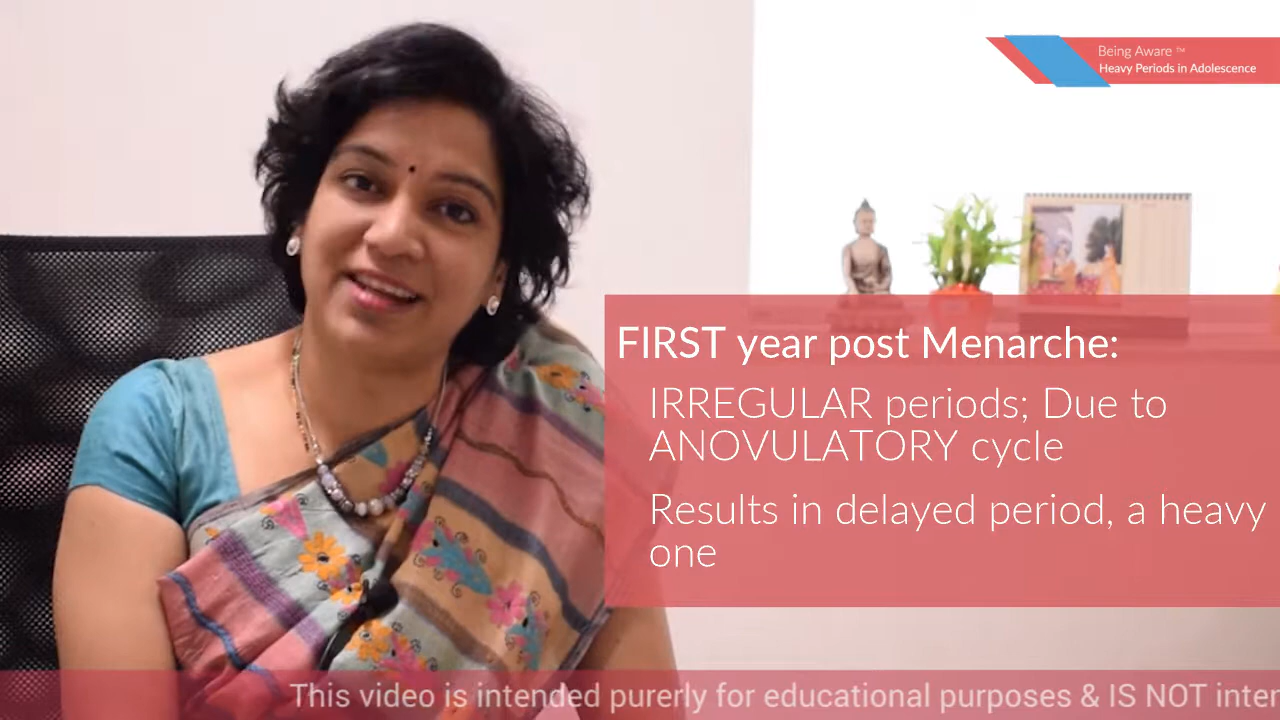 Being Aware ™
Heavy Periods in Adolescence
FIRST year post Menarche:
IRREGULAR periods; Due to
ANOVULATORY cycle
Results in delayed period, a heavy
one
This video is intended purerly for educational purposes & IS NOT inter